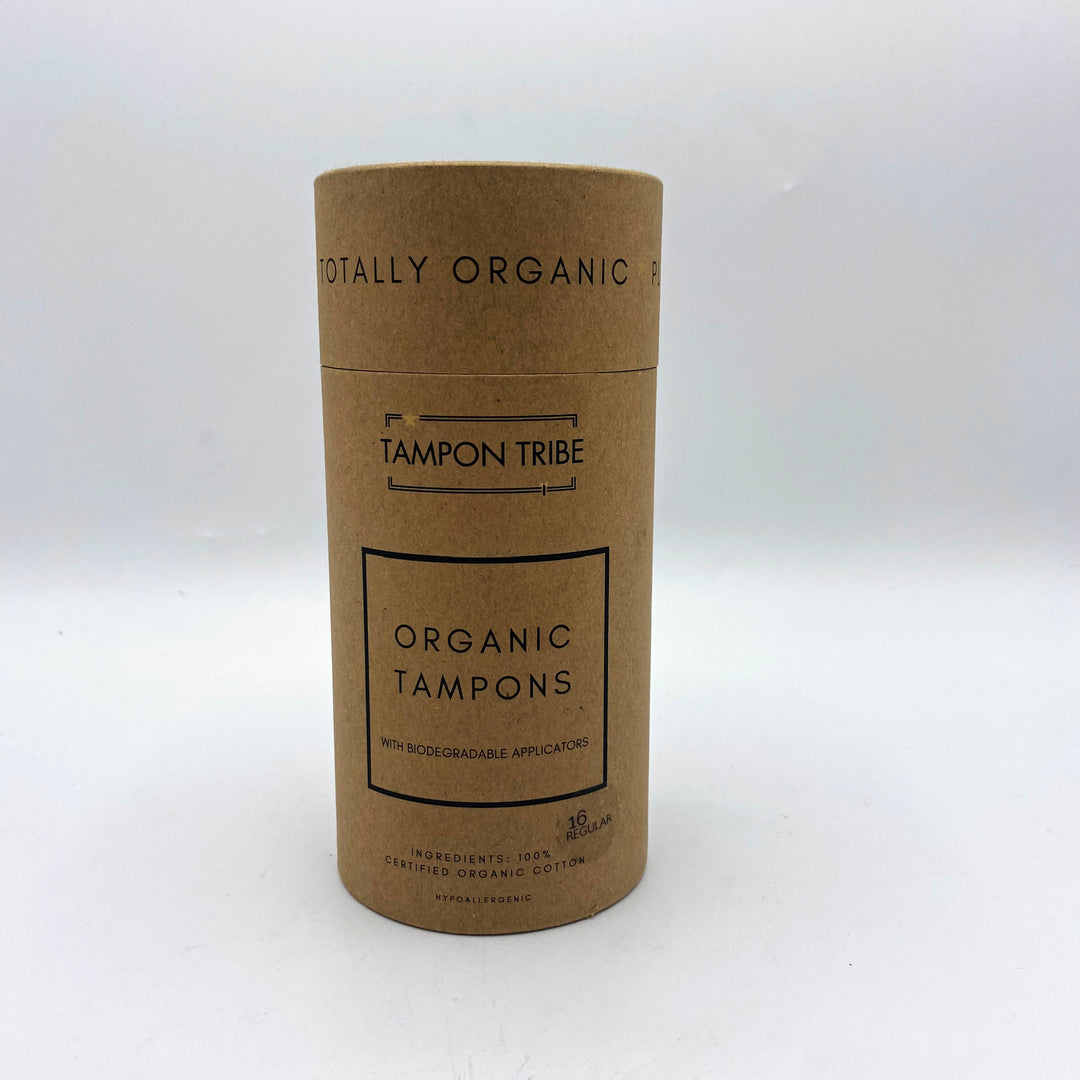 TOTALLY ORGANIC
TAMPON TRIBE
ORGANIC
TAMPONS
WITH BIODEGRADABLE APPLICATORS
16
REGULAR
INGREDIENTS: 100%
CERTIFIED ORGANIC COTTON
HYPOALLERGENIC